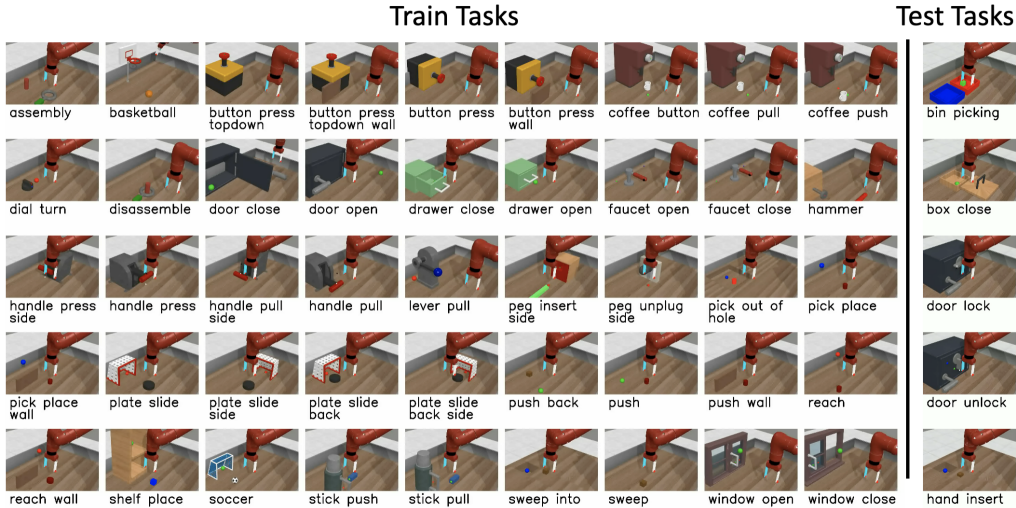 Train Tasks
Test Tasks
assembly
basketball
button press
topdown
button press
topdown wall
button press
button press
wall
coffee button
coffee pull
coffee push
bin picking
dial turn
disassemble
door close
door open
drawer close
drawer open
faucet open
faucet close
hammer
box close
handle press
side
handle press
handle pull
side
handle pull
lever pull
peg insert
side
peg unplug
side
pick out of
hole
pick place
door lock
pick place
wall
plate slide
plate slide
side
plate slide
back
plate slide
back side
push back
push
push wall
reach
door unlock
reach wall
shelf place
soccer
stick push
stick pull
sweep into
sweep
window open
window close
hand insert